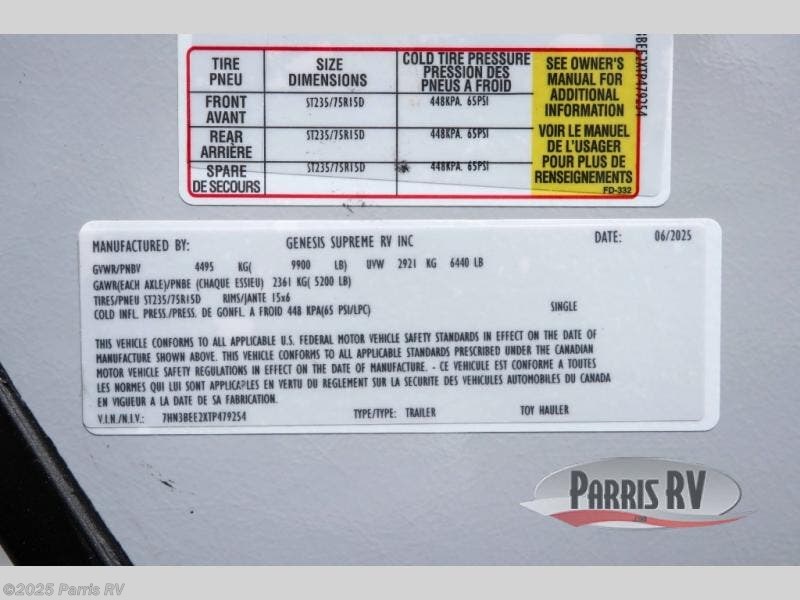 TIRE PNEU SIZE DIMENSIONS COLD TIRE PRESSURE PRESSION DES PNEUS A FROID
FRONT AVANT ST235/75R15D 448KPA. 65PSI
REAR ARRIÈRE ST235/75R15D 448KPA. 65PSI
SPARE DE SECOURS ST235/75R15D 448KPA. 65PSI
SEE OWNER'S
MANUAL FOR
ADDITIONAL
INFORMATION
VOIR LE MANUEL
DE L'USAGER
POUR PLUS DE
RENSEIGNEMENTS
FD-332
MANUFACTURED BY: GENESIS SUPREME RV INC DATE: 06/2025
GVWR/PNBV 4495 KG( 9900 LB) UVW 2921 KG 6440 LB
GAWR(EACH AXLE)/PNBE (CHAQUE ESSIEU) 2361 KG( 5200 LB)
TIRES/PNEU ST235/75R15D RIMS/JANTE 15x6
COLD INFL. PRESS./PRESS. DE GONFL. A FROID 448 KPA(65 PSI/LPC) SINGLE
THIS VEHICLE CONFORMS TO ALL APPLICABLE U.S. FEDERAL MOTOR VEHICLE SAFETY STANDARDS IN EFFECT ON THE DATE OF
MANUFACTURE SHOWN ABOVE. THIS VEHICLE CONFORMS TO ALL APPLICABLE STANDARDS PRESCRIBED UNDER THE CANADIAN
MOTOR VEHICLE SAFETY REGULATIONS IN EFFECT ON THE DATE OF MANUFACTURE. - CE VEHICULE EST CONFORME A TOUTES
LES NORMES QUI LUI SONT APPLICABLES EN VERTU DU REGLEMENT SUR LA SECURITE DES VEHICULES AUTOMOBILES DU CANADA
EN VIGUEUR A LA DATE DE SA FABRICATION.
V.I.N./N.I.V.: 7HN3BEE2XTP479254 TYPE/TYPE: TRAILER TOY HAULER
PARRIS RV
©2025 Parris RV